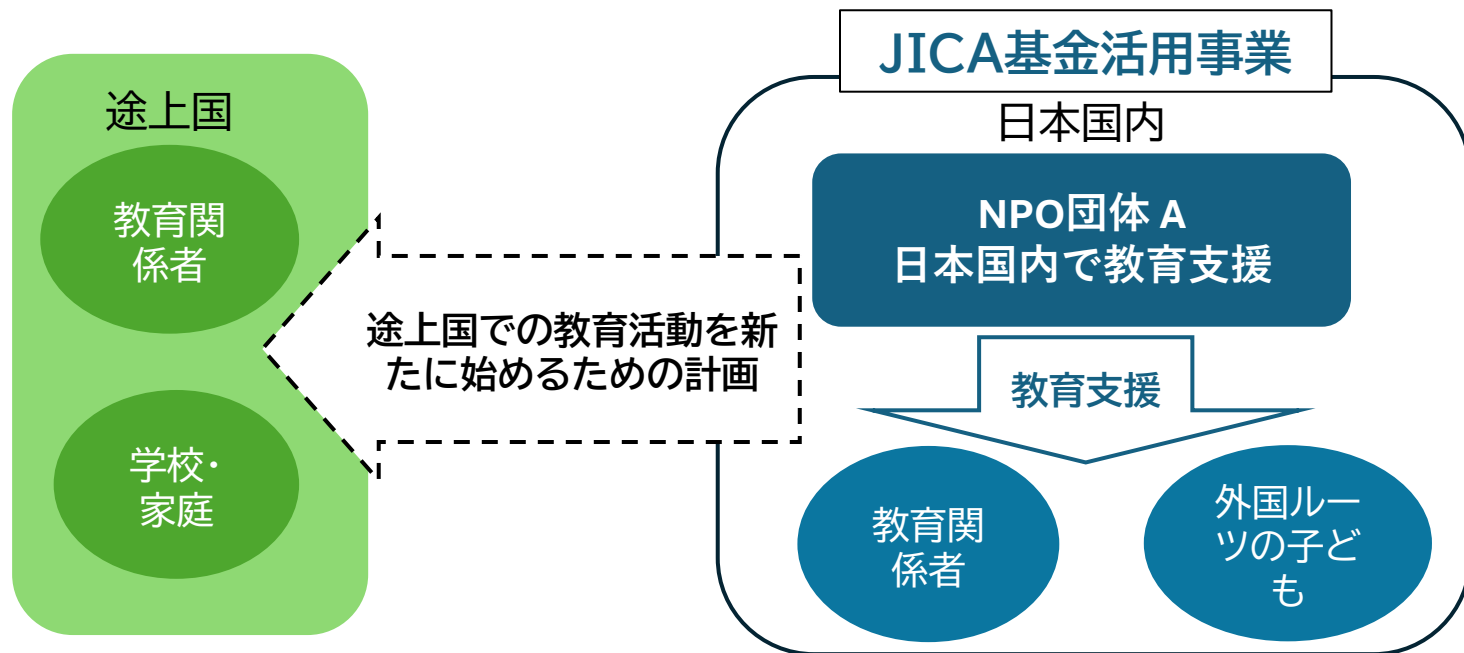 途上国
教育関
係者
学校・
家庭
途上国での教育活動を新
たに始めるための計画
JICA基金活用事業
日本国内
NPO団体 A
日本国内で教育支援
教育支援
教育関
係者
外国ルー
ツの子ど
も